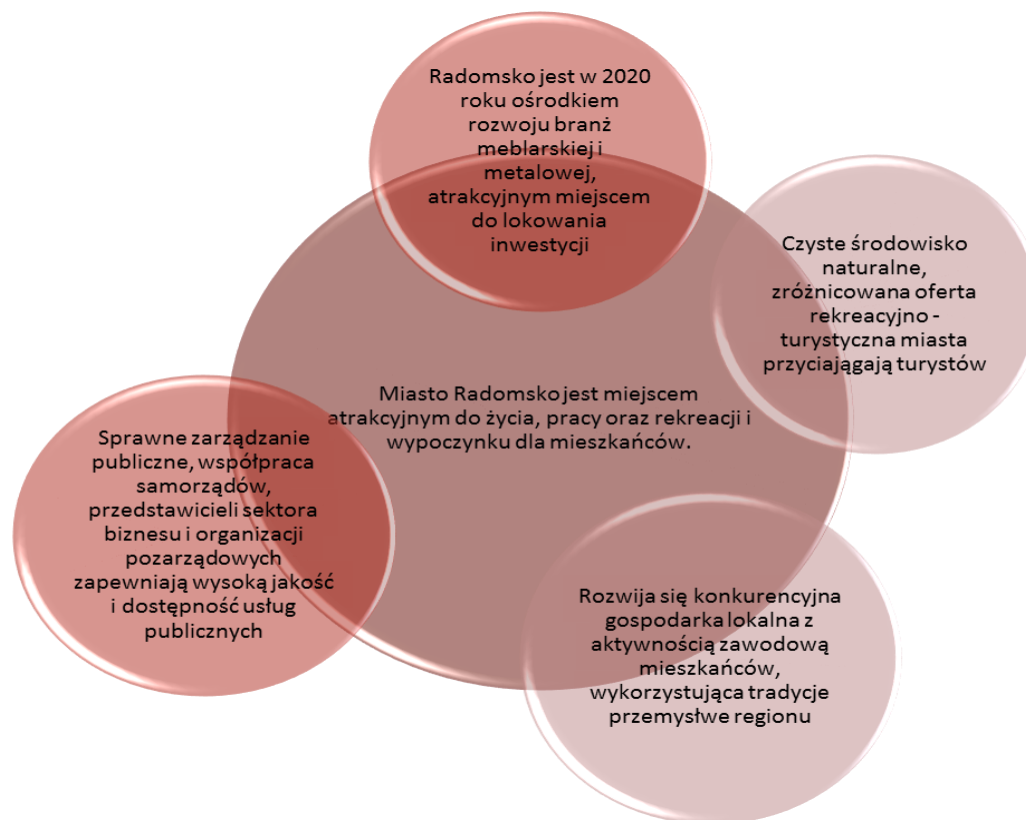 Radomsko jest w 2020
roku ośrodkiem
rozwoju branż
meblarskiej i
metalowej,
atrakcyjnym miejscem
do lokowania
inwestycji
Czyste środowisko
naturalne,
zróżnicowana oferta
rekreacyjno -
turystyczna miasta
przyciajągają turystów
Miasto Radomsko jest miejscem
atrakcyjnym do życia, pracy oraz rekreacji i
wypoczynku dla mieszkańców.
Sprawne zarządzanie
publiczne, współpraca
samorządów,
przedstawicieli sektora
biznesu i organizacji
pozarządowych
zapewniają wysoką jakość
i dostępność usług
publicznych
Rozwija się konkurencyjna
gospodarka lokalna z
aktywnością zawodową
mieszkańców,
wykorzystująca tradycje
przemysłwe regionu